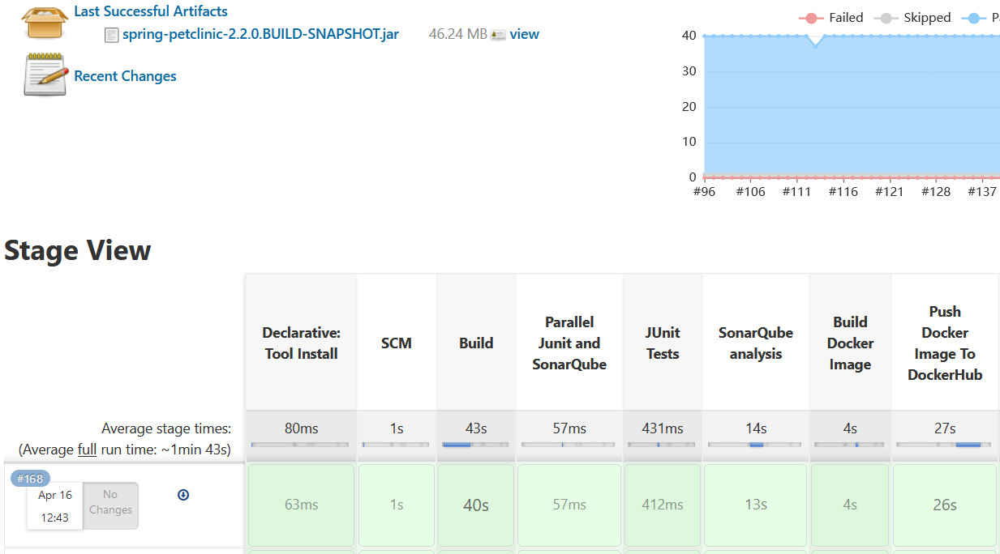 Last Successful Artifacts
spring-petclinic-2.2.0.BUILD-SNAPSHOT.jar 46.24 MB view
Recent Changes
Failed Skipped
40
30
20
10
0
#96 #106 #111 #116 #121 #128 #137
Stage View
Declarative:
Tool Install
SCM
Build
Parallel
Junit and
SonarQube
JUnit
Tests
SonarQube
analysis
Build
Docker
Image
Push
Docker
Image To
DockerHub
Average stage times:
(Average full run time: ~1min 43s)
80ms 1s 43s 57ms 431ms 14s 4s 27s
#168
Apr 16
12:43
No
Changes
63ms 1s 40s 57ms 412ms 13s 4s 26s